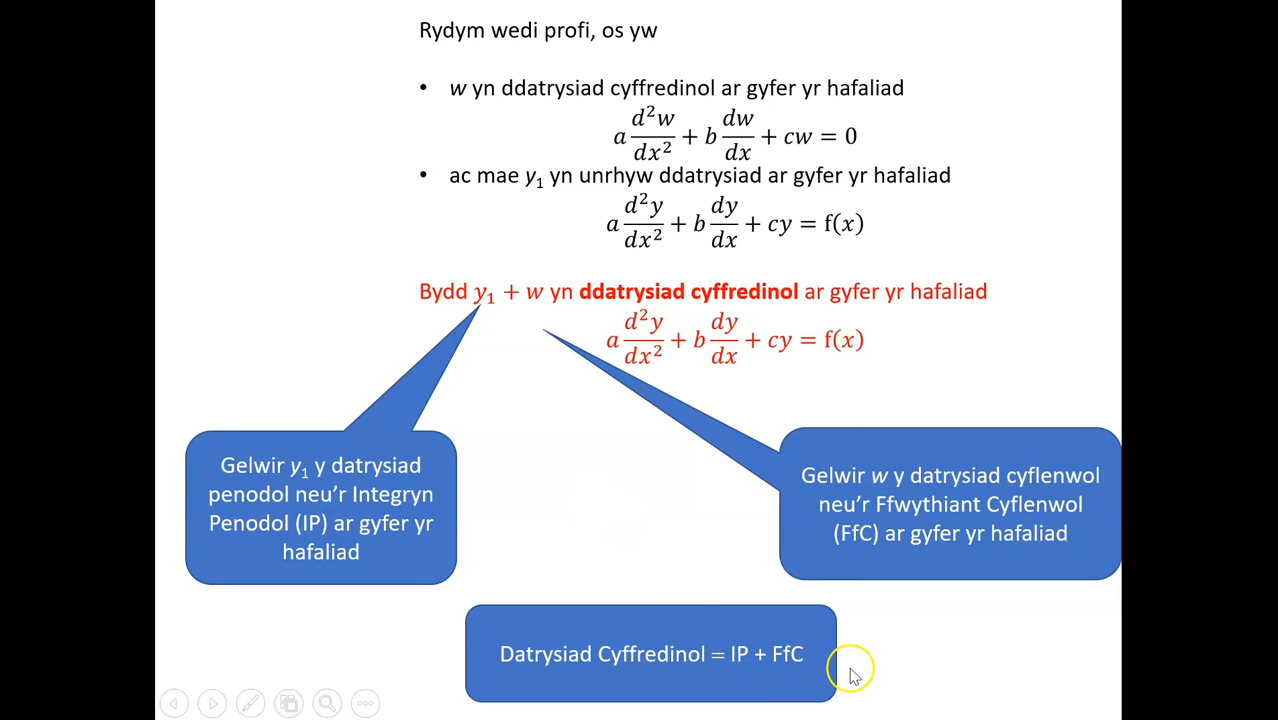 Rydym wedi profi, os yw
• w yn ddatrysiad cyffredinol ar gyfer yr hafaliad
a d²w/dx² + b dw/dx + cw = 0
• ac mae y₁ yn unrhyw ddatrysiad ar gyfer yr hafaliad
a d²y/dx² + b dy/dx + cy = f(x)
Bydd y₁ + w yn ddatrysiad cyffredinol ar gyfer yr hafaliad
a d²y/dx² + b dy/dx + cy = f(x)
Gelwir y₁ y datrysiad
penodol neu’r Integryn
Penodol (IP) ar gyfer yr
hafaliad
Gelwir w y datrysiad cyflenwol
neu’r Ffwythiant Cyflenwol
(FfC) ar gyfer yr hafaliad
Datrysiad Cyffredinol = IP + FfC